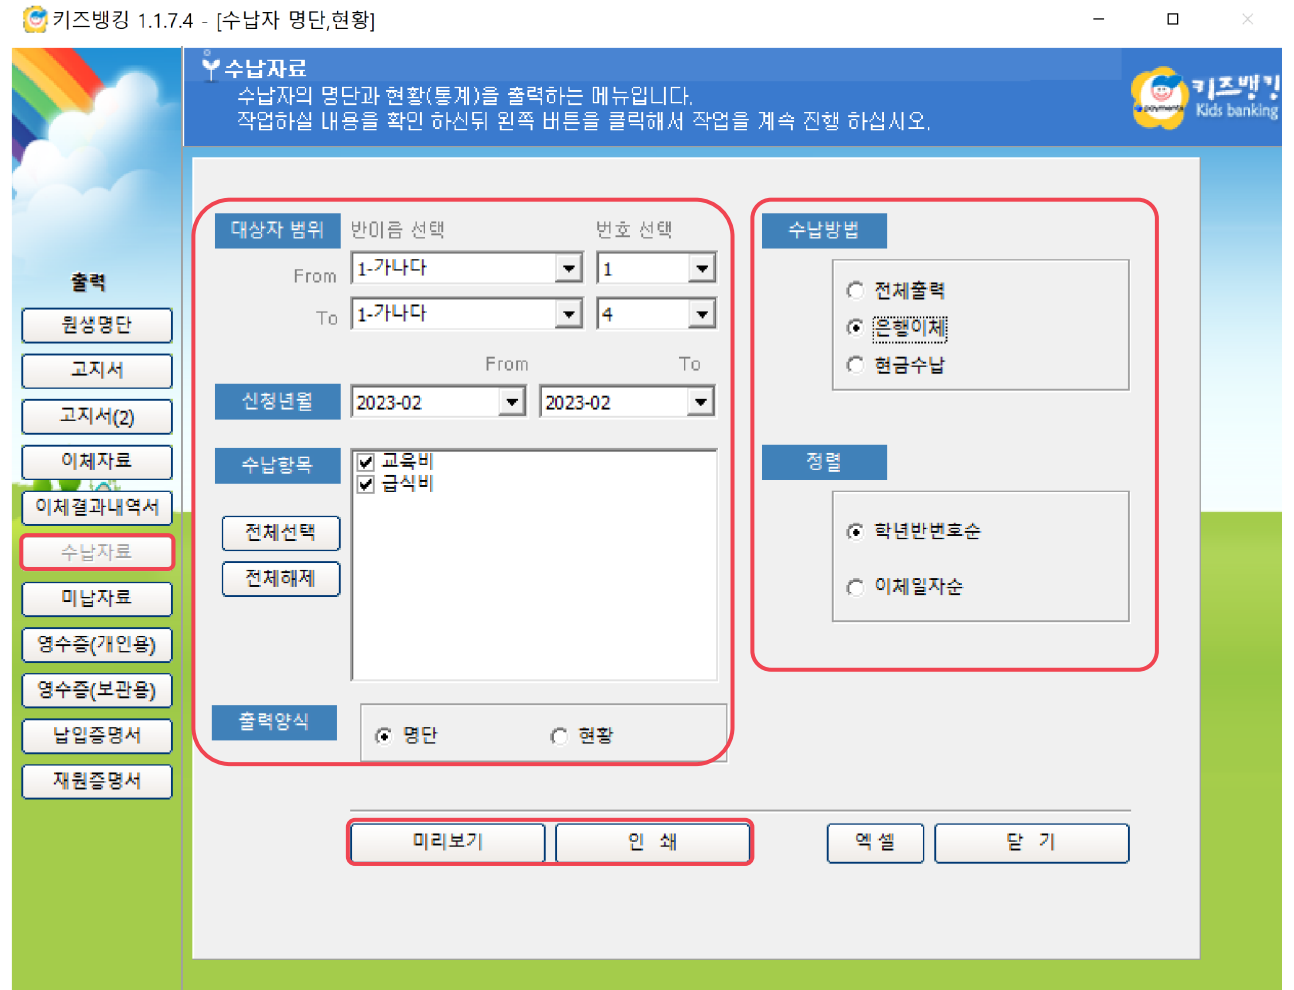 키즈뱅킹 1.1.7.4 - [수납자 명단,현황]
수납자료
수납자의 명단과 현황(통계)을 출력하는 메뉴입니다.
작업하실 내용을 확인 하신뒤 왼쪽 버튼을 클릭해서 작업을 계속 진행 하십시오.
payments
키즈뱅킹
Kids banking
출력
원생명단
고지서
고지서(2)
이체자료
이체결과내역서
수납자료
미납자료
영수증(개인용)
영수증(보관용)
납입증명서
재원증명서
대상자 범위 반이름 선택 번호 선택
From 1-가나다 1
To 1-가나다 4
From To
신청년월 2023-02 2023-02
수납항목 교육비
급식비
전체선택
전체해제
출력양식 명단 현황
수납방법
전체출력
은행이체
현금수납
정렬
학년반번호순
이체일자순
미리보기 인 쇄 엑 셀 닫 기